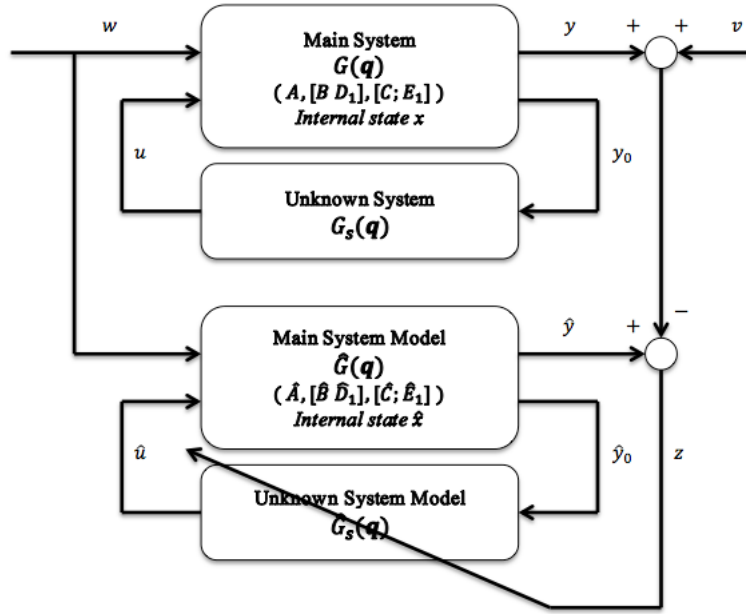 w
Main System
G(q)
( A, [B D₁], [C; E₁] )
Internal state x
y
+
+
v
u
y₀
Unknown System
Gₛ(q)
−
Main System Model
Ĝ(q)
( Â, [B̂ D̂₁], [Ĉ; Ê₁] )
Internal state x̂
ŷ
+
û
ŷ₀
z
Unknown System Model
Ĝₛ(q)